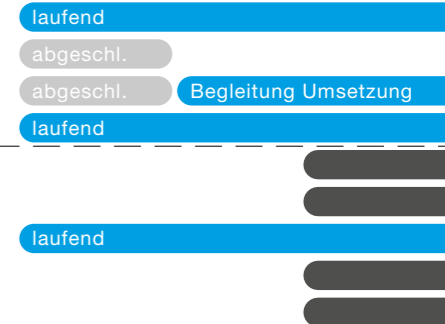 laufend
abgeschl.
abgeschl. Begleitung Umsetzung
laufend
laufend